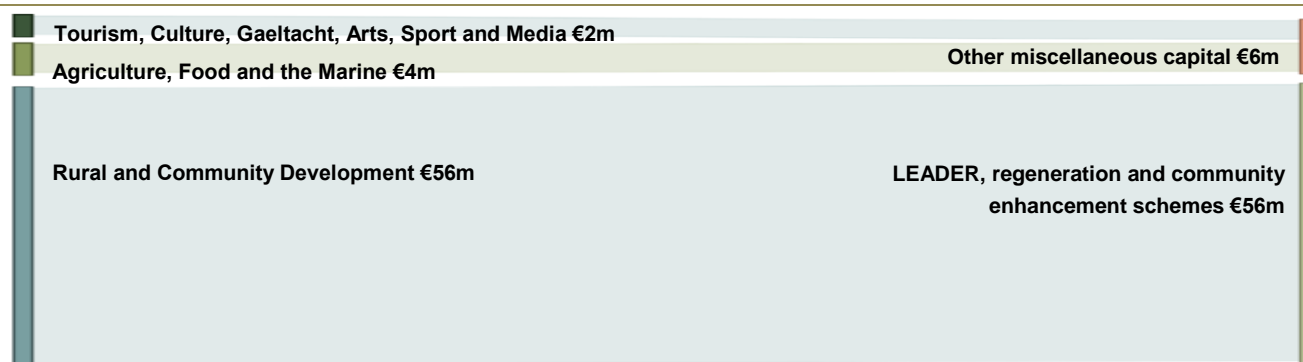 Tourism, Culture, Gaeltacht, Arts, Sport and Media €2m
Agriculture, Food and the Marine €4m
Other miscellaneous capital €6m
Rural and Community Development €56m
LEADER, regeneration and community
enhancement schemes €56m